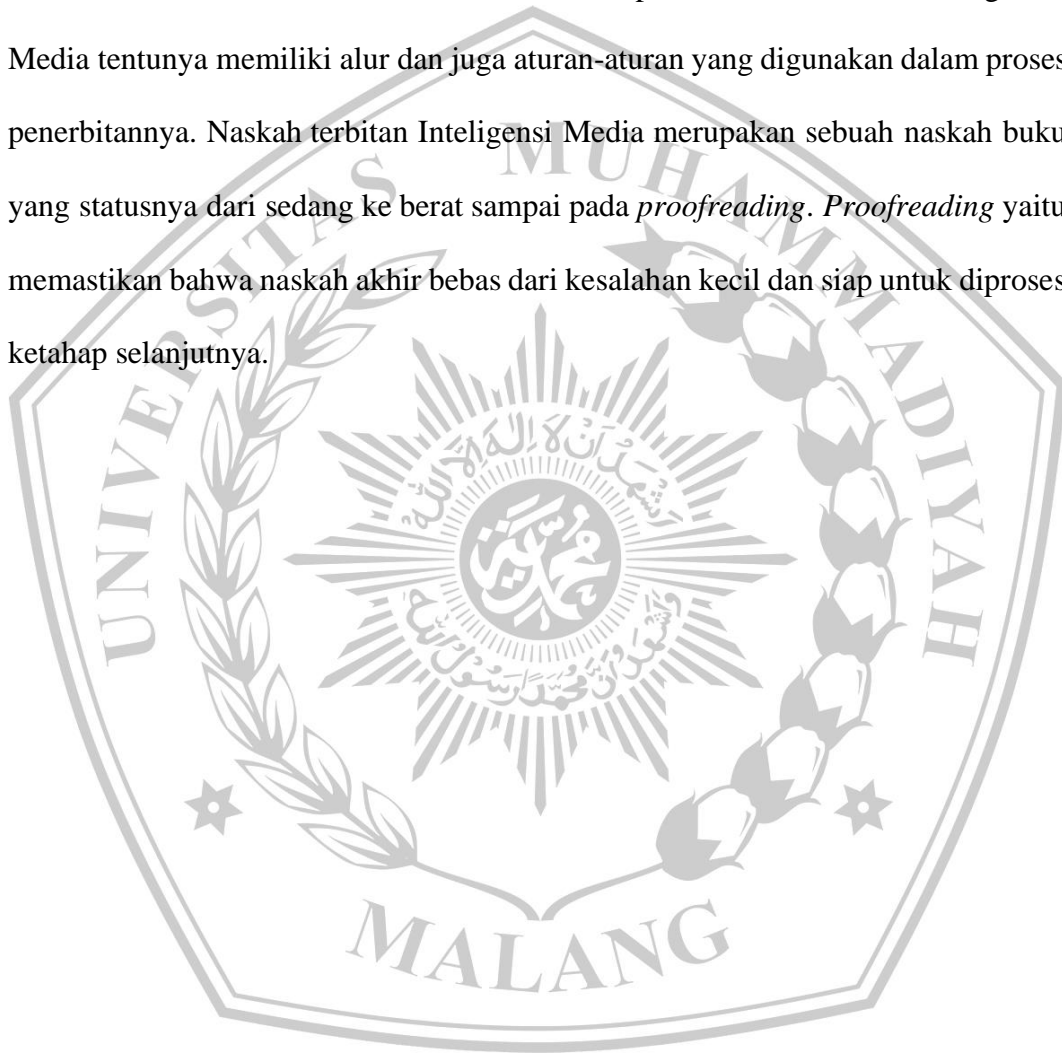 Media tentunya memiliki alur dan juga aturan-aturan yang digunakan dalam proses
penerbitannya. Naskah terbitan Inteligensi Media merupakan sebuah naskah buku
yang statusnya dari sedang ke berat sampai pada proofreading. Proofreading yaitu
memastikan bahwa naskah akhir bebas dari kesalahan kecil dan siap untuk diproses
ketahap selanjutnya.
UNIVERSITAS MUHAMMADIYAH
MALANG